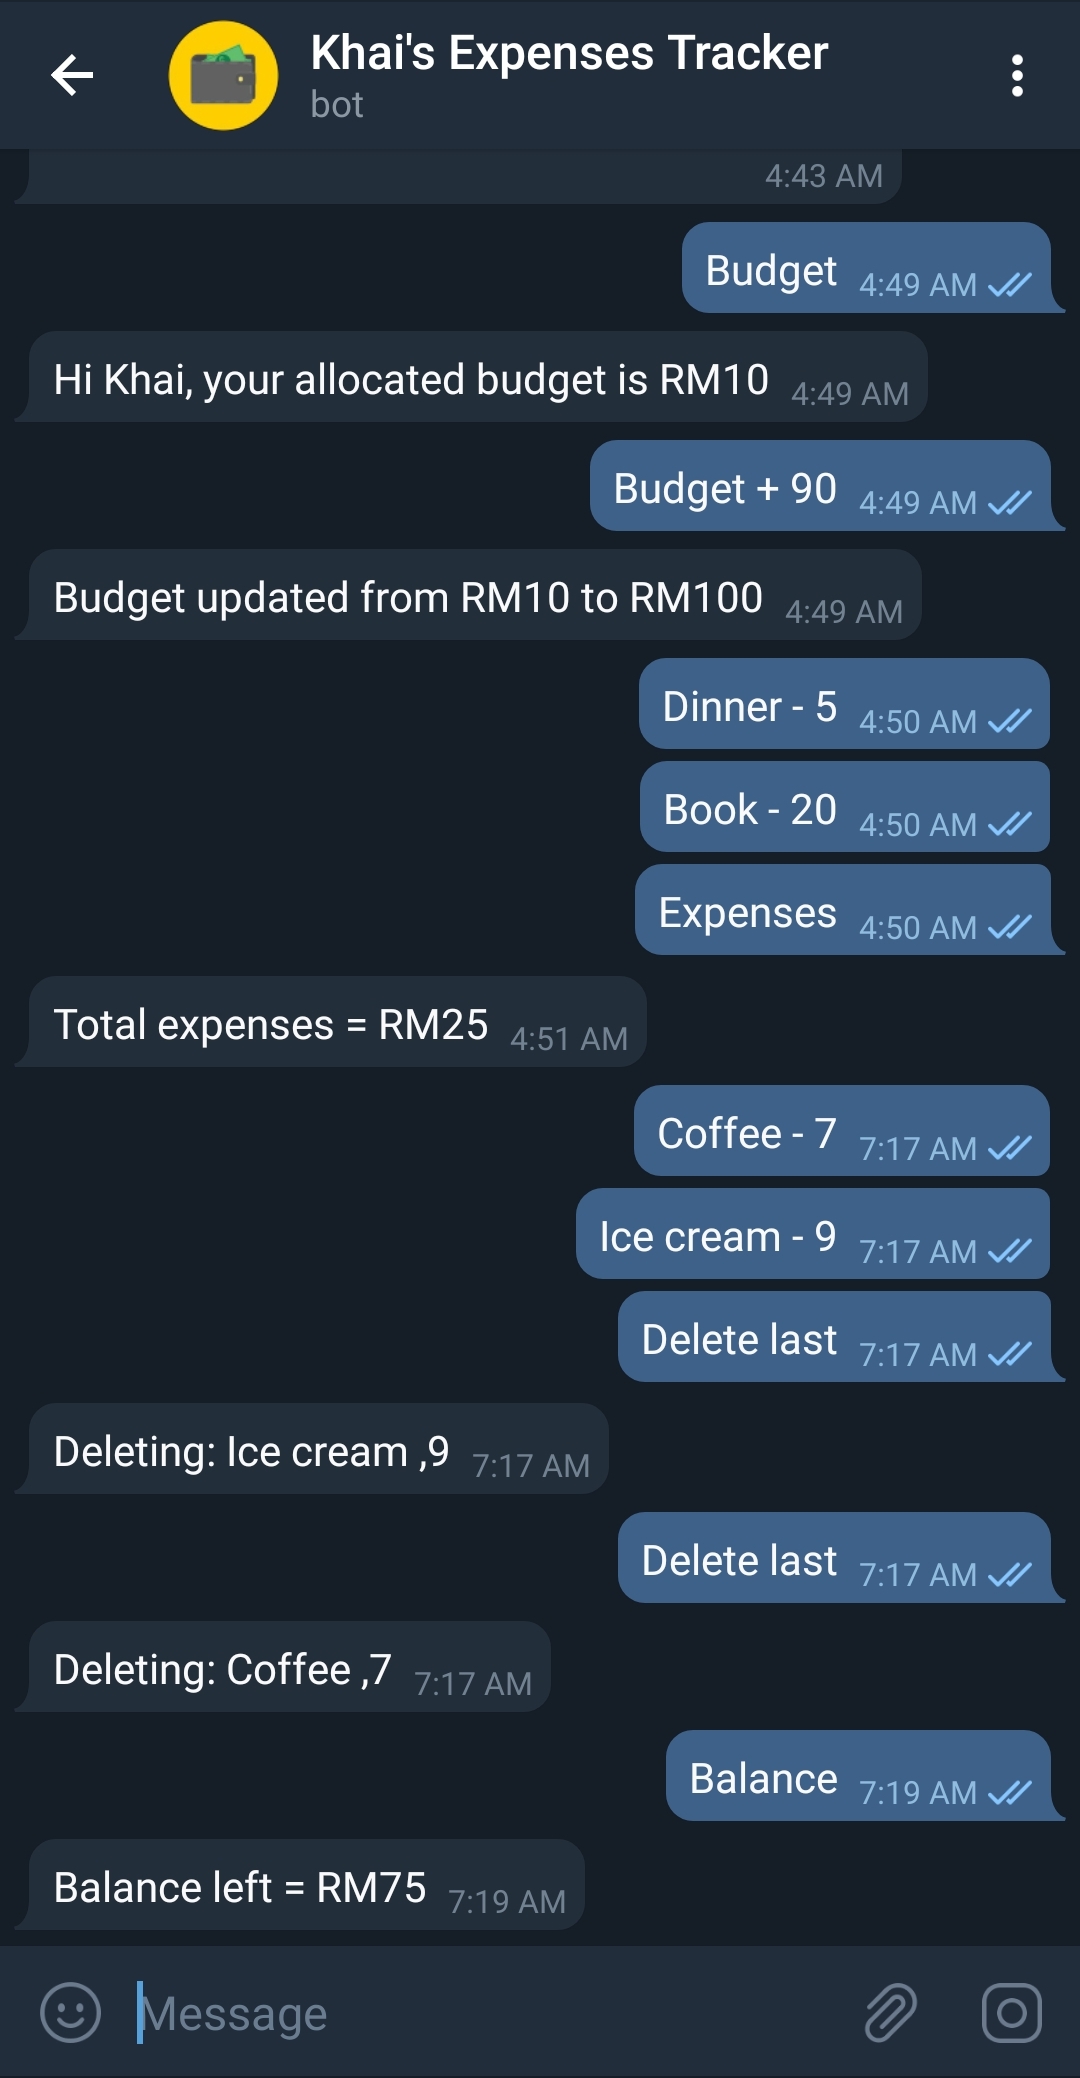 Khai's Expenses Tracker
bot
4:43 AM
Budget 4:49 AM
Hi Khai, your allocated budget is RM10 4:49 AM
Budget + 90 4:49 AM
Budget updated from RM10 to RM100 4:49 AM
Dinner - 5 4:50 AM
Book - 20 4:50 AM
Expenses 4:50 AM
Total expenses = RM25 4:51 AM
Coffee - 7 7:17 AM
Ice cream - 9 7:17 AM
Delete last 7:17 AM
Deleting: Ice cream ,9 7:17 AM
Delete last 7:17 AM
Deleting: Coffee ,7 7:17 AM
Balance 7:19 AM
Balance left = RM75 7:19 AM
Message